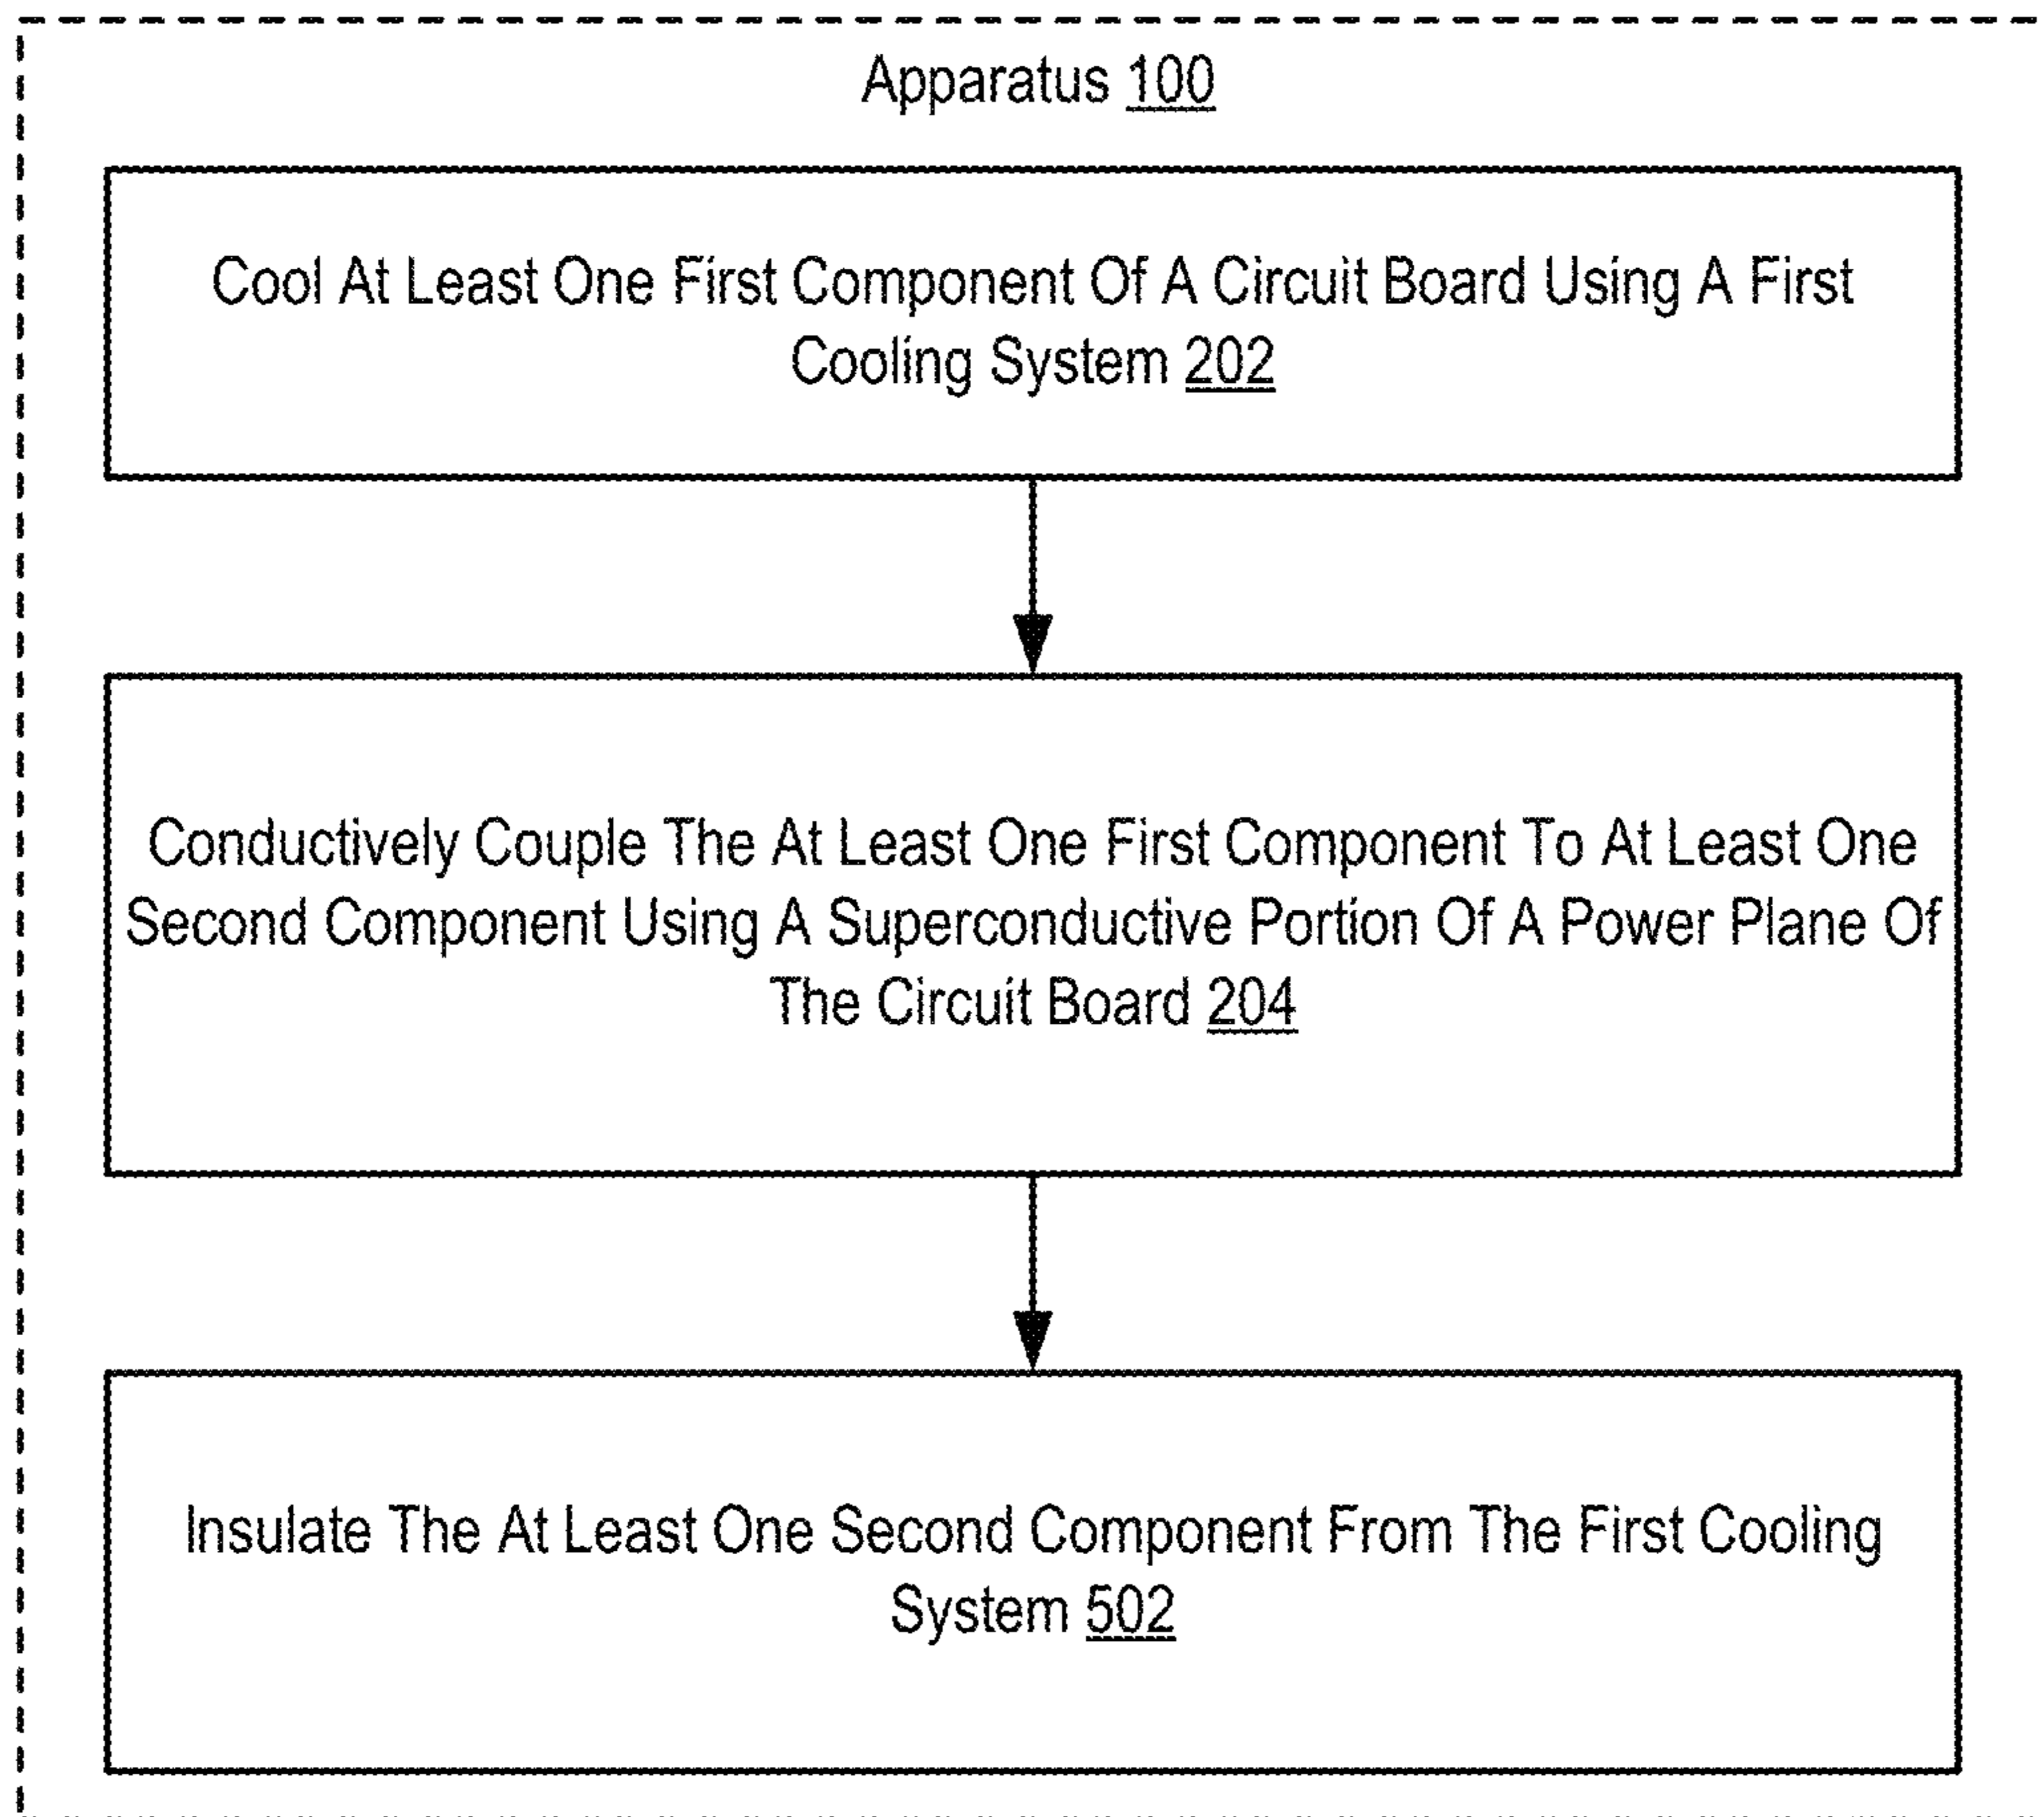 Apparatus 100
Cool At Least One First Component Of A Circuit Board Using A First
Cooling System 202
Conductively Couple The At Least One First Component To At Least One
Second Component Using A Superconductive Portion Of A Power Plane Of
The Circuit Board 204
Insulate The At Least One Second Component From The First Cooling
System 502